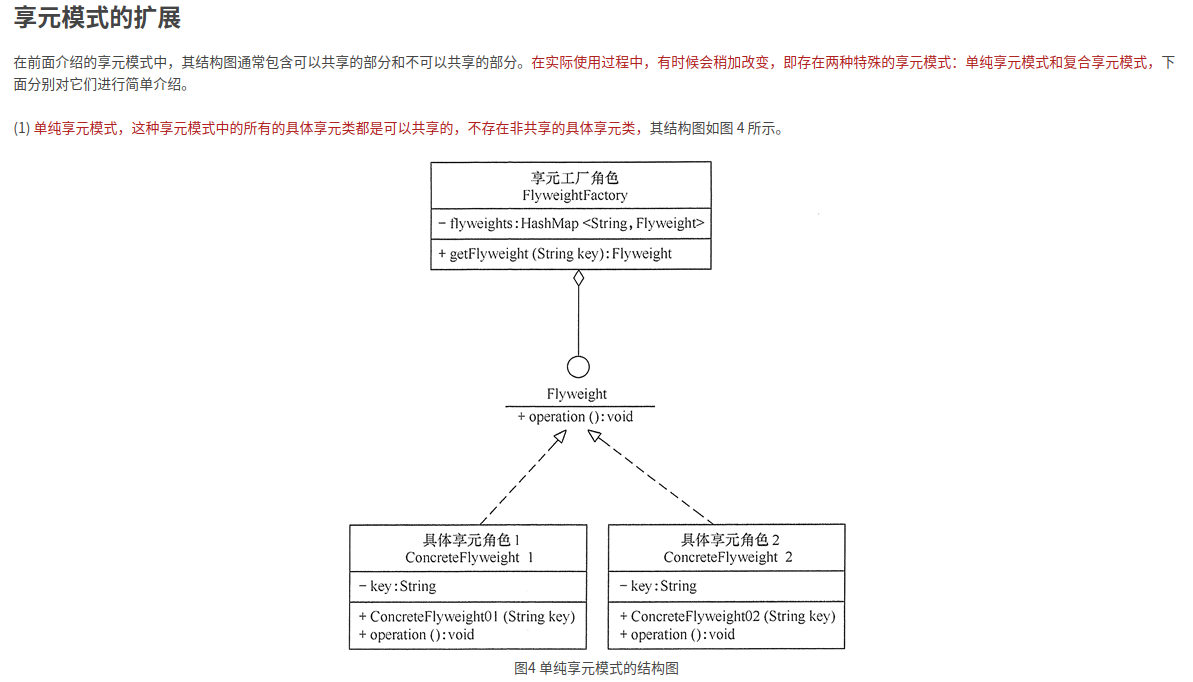 享元模式的扩展
在前面介绍的享元模式中，其结构图通常包含可以共享的部分和不可以共享的部分。在实际使用过程中，有时候会稍加改变，即存在两种特殊的享元模式：单纯享元模式和复合享元模式，下
面分别对它们进行简单介绍。
(1) 单纯享元模式，这种享元模式中的所有的具体享元类都是可以共享的，不存在非共享的具体享元类，其结构图如图 4 所示。
享元工厂角色
FlyweightFactory
- flyweights:HashMap <String, Flyweight>
+ getFlyweight (String key):Flyweight
Flyweight
+ operation ():void
具体享元角色1
ConcreteFlyweight 1
- key:String
+ ConcreteFlyweight01 (String key)
+ operation ():void
具体享元角色2
ConcreteFlyweight 2
- key:String
+ ConcreteFlyweight02 (String key)
+ operation ():void
图4 单纯享元模式的结构图